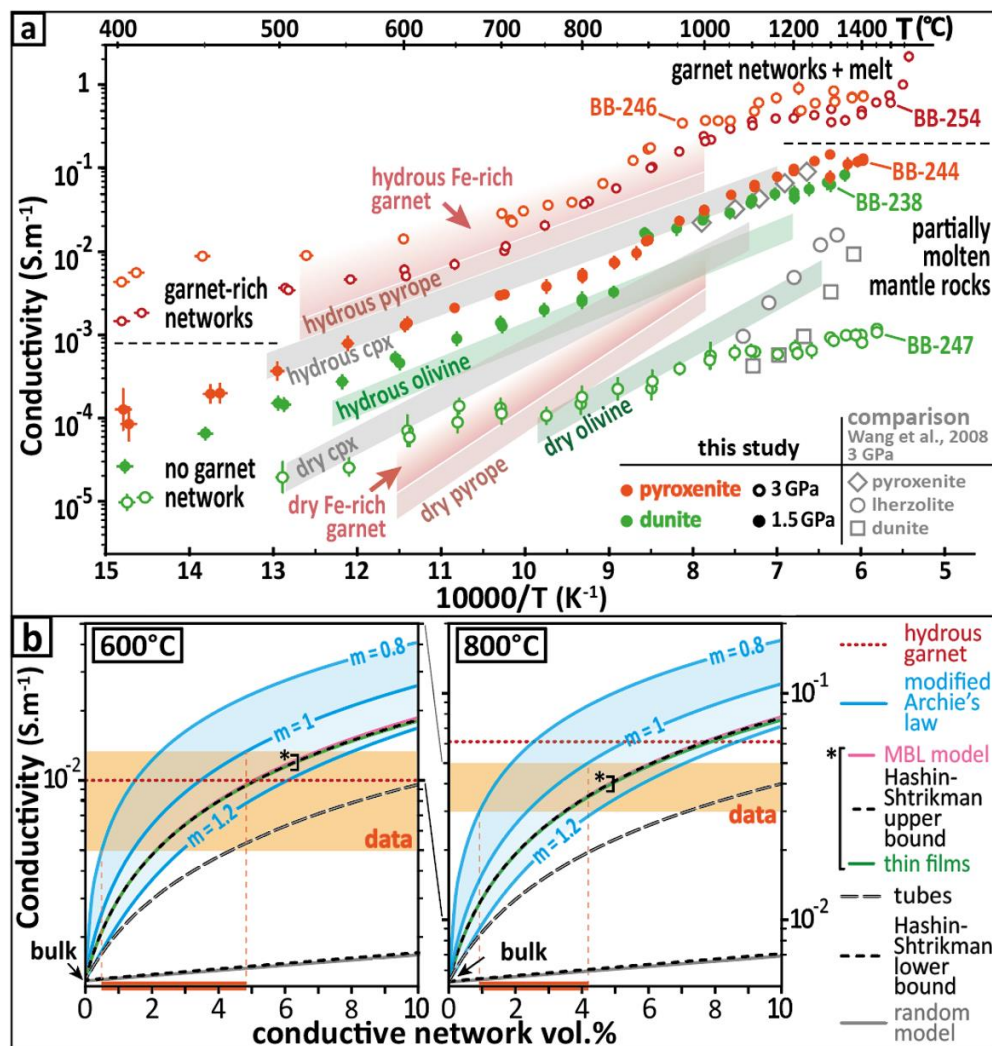 a
400 500 600 800 1000 1200 1400 T (°C)
garnet networks + melt
BB-246
BB-254
hydrous Fe-rich
garnet
BB-244
BB-238
hydrous pyrope
partially
molten
mantle rocks
garnet-rich
networks
hydrous cpx
hydrous olivine
BB-247
no garnet
network
dry cpx
dry olivine
dry Fe-rich
garnet
dry pyrope
this study
comparison
Wang et al., 2008
3 GPa
pyroxenite
3 GPa
dunite
1.5 GPa
pyroxenite
lherzolite
dunite
Conductivity (S.m⁻¹)
1
10⁻¹
10⁻²
10⁻³
10⁻⁴
10⁻⁵
15 14 13 12 11 10 9 8 7 6 5
10000/T (K⁻¹)
b
600°C
m = 0.8
m = 1
*
m = 1.2
data
bulk
Conductivity (S.m⁻¹)
10⁻²
0 2 4 6 8 10
800°C
m = 0.8
m = 1
*
m = 1.2
data
bulk
10⁻¹
10⁻²
0 2 4 6 8 10
conductive network vol.%
hydrous
garnet
modified
Archie's
law
*
MBL model
Hashin-
Shtrikman
upper
bound
thin films
tubes
Hashin-
Shtrikman
lower
bound
random
model